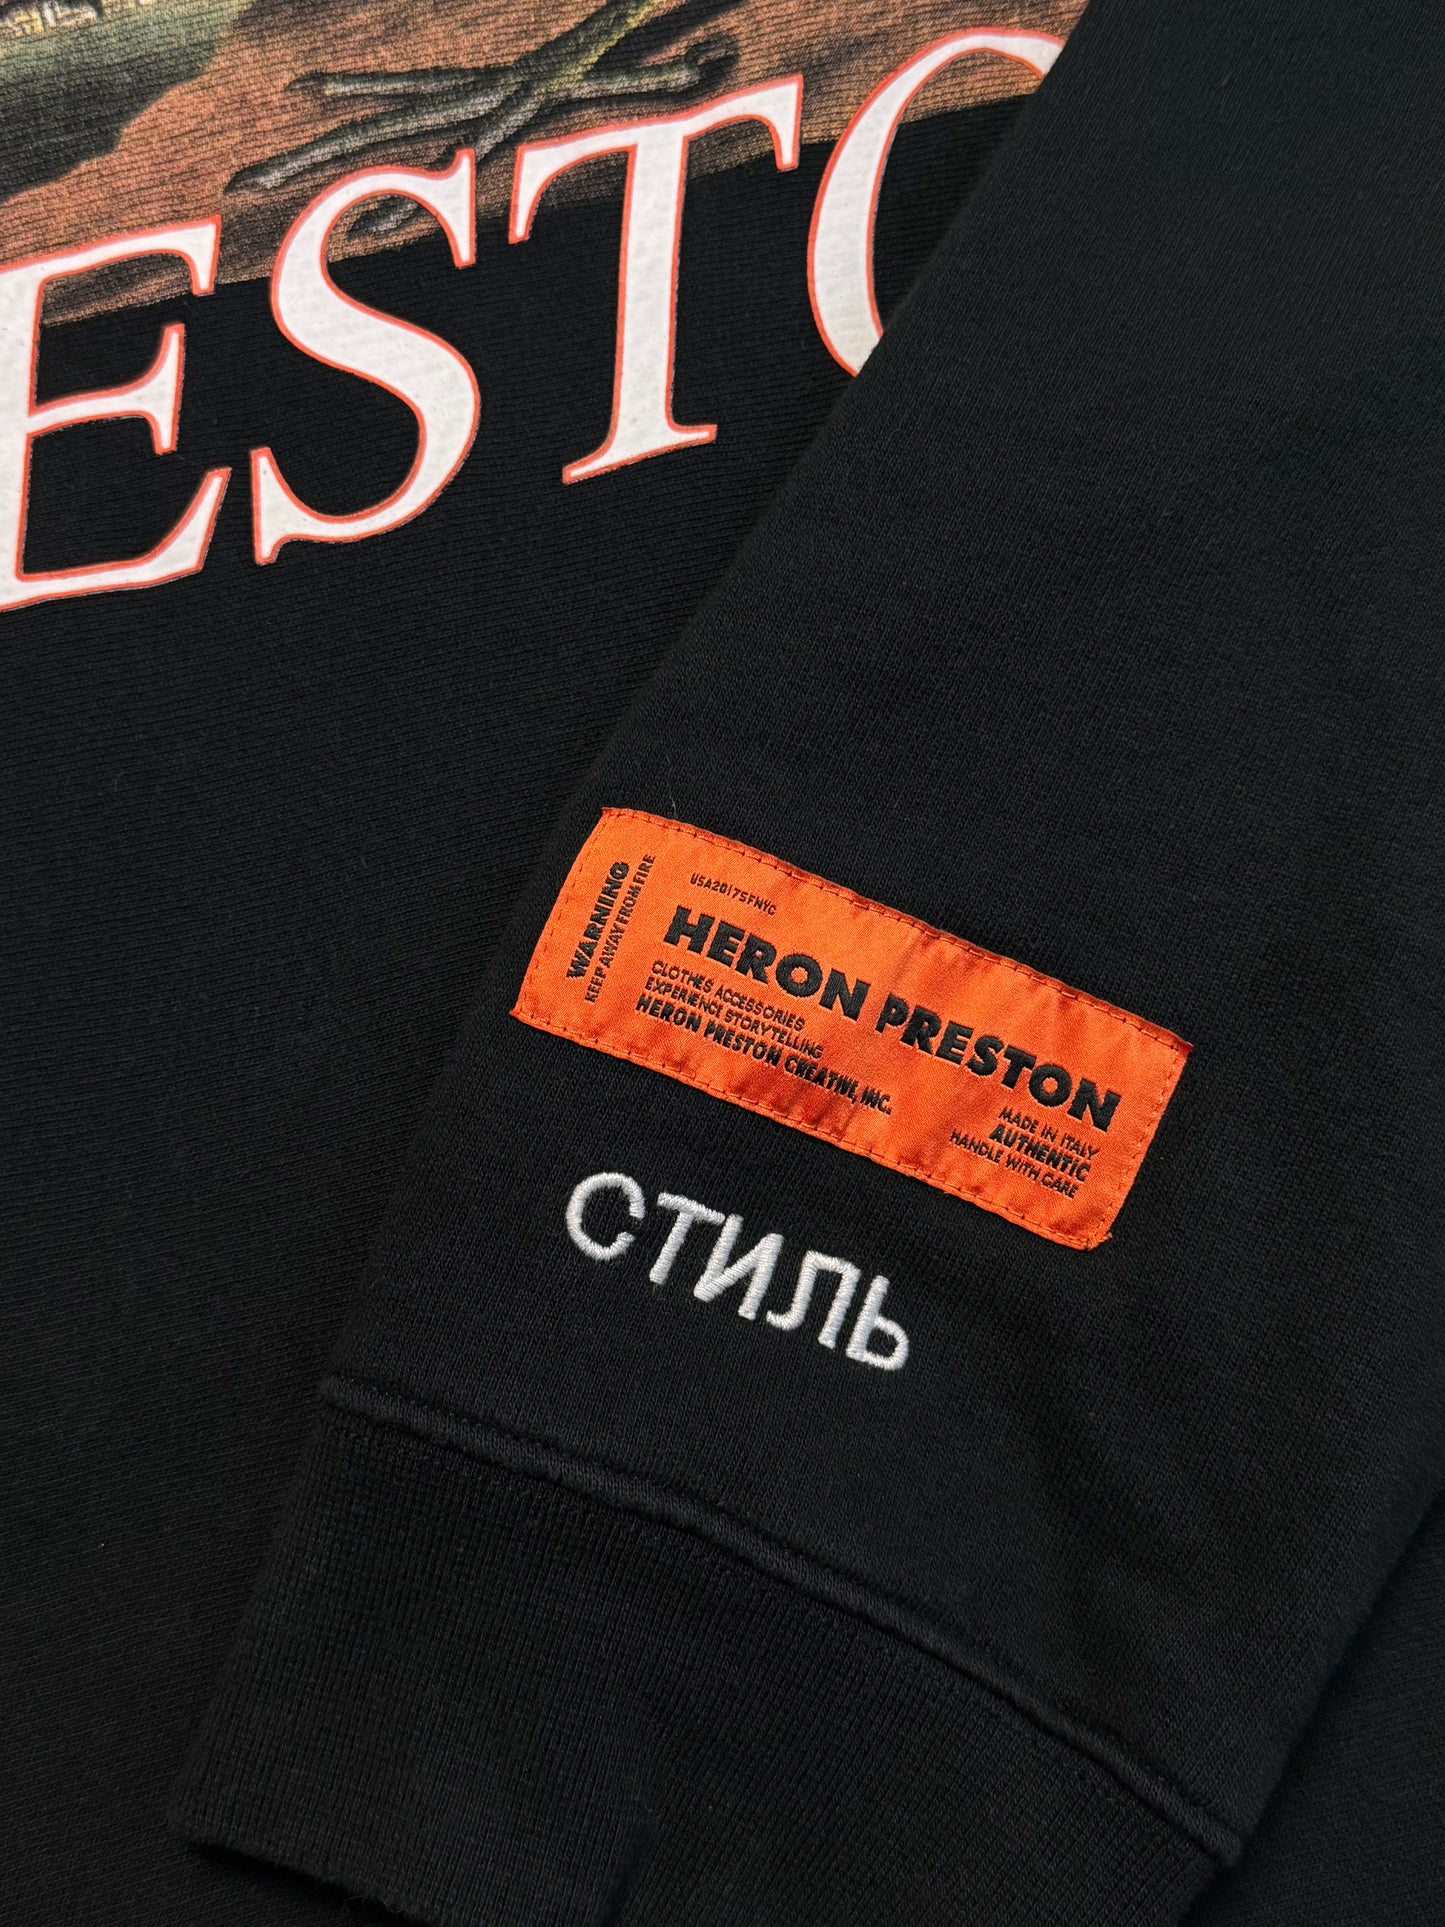 ESTO
WARNING
KEEP AWAY FROM FIRE
USA2017SFNYC
HERON PRESTON
CLOTHES ACCESSORIES
EXPERIENCE STORYTELLING
HERON PRESTON CREATIVE, INC.
MADE IN ITALY
AUTHENTIC
HANDLE WITH CARE
СТИЛЬ